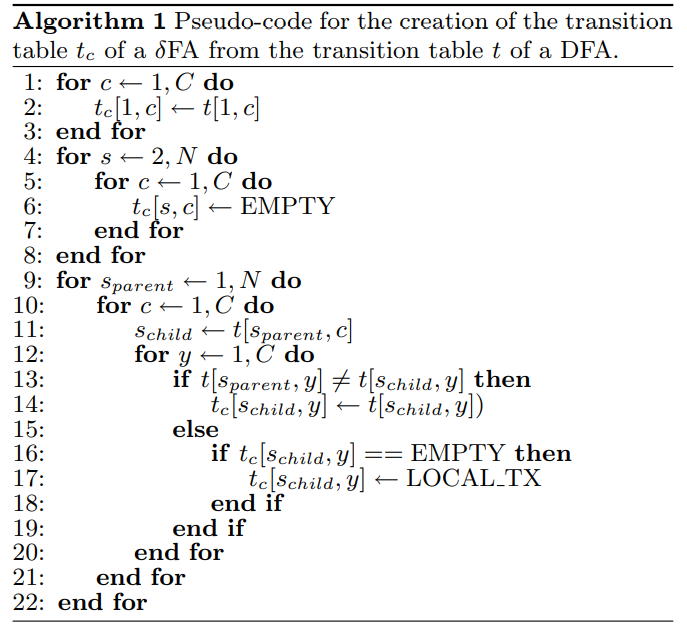 Algorithm 1 Pseudo-code for the creation of the transition
table t_c of a δFA from the transition table t of a DFA.
1: for c ← 1, C do
2: t_c[1, c] ← t[1, c]
3: end for
4: for s ← 2, N do
5: for c ← 1, C do
6: t_c[s, c] ← EMPTY
7: end for
8: end for
9: for s_parent ← 1, N do
10: for c ← 1, C do
11: s_child ← t[s_parent, c]
12: for y ← 1, C do
13: if t[s_parent, y] ≠ t[s_child, y] then
14: t_c[s_child, y] ← t[s_child, y])
15: else
16: if t_c[s_child, y] == EMPTY then
17: t_c[s_child, y] ← LOCAL_TX
18: end if
19: end if
20: end for
21: end for
22: end for